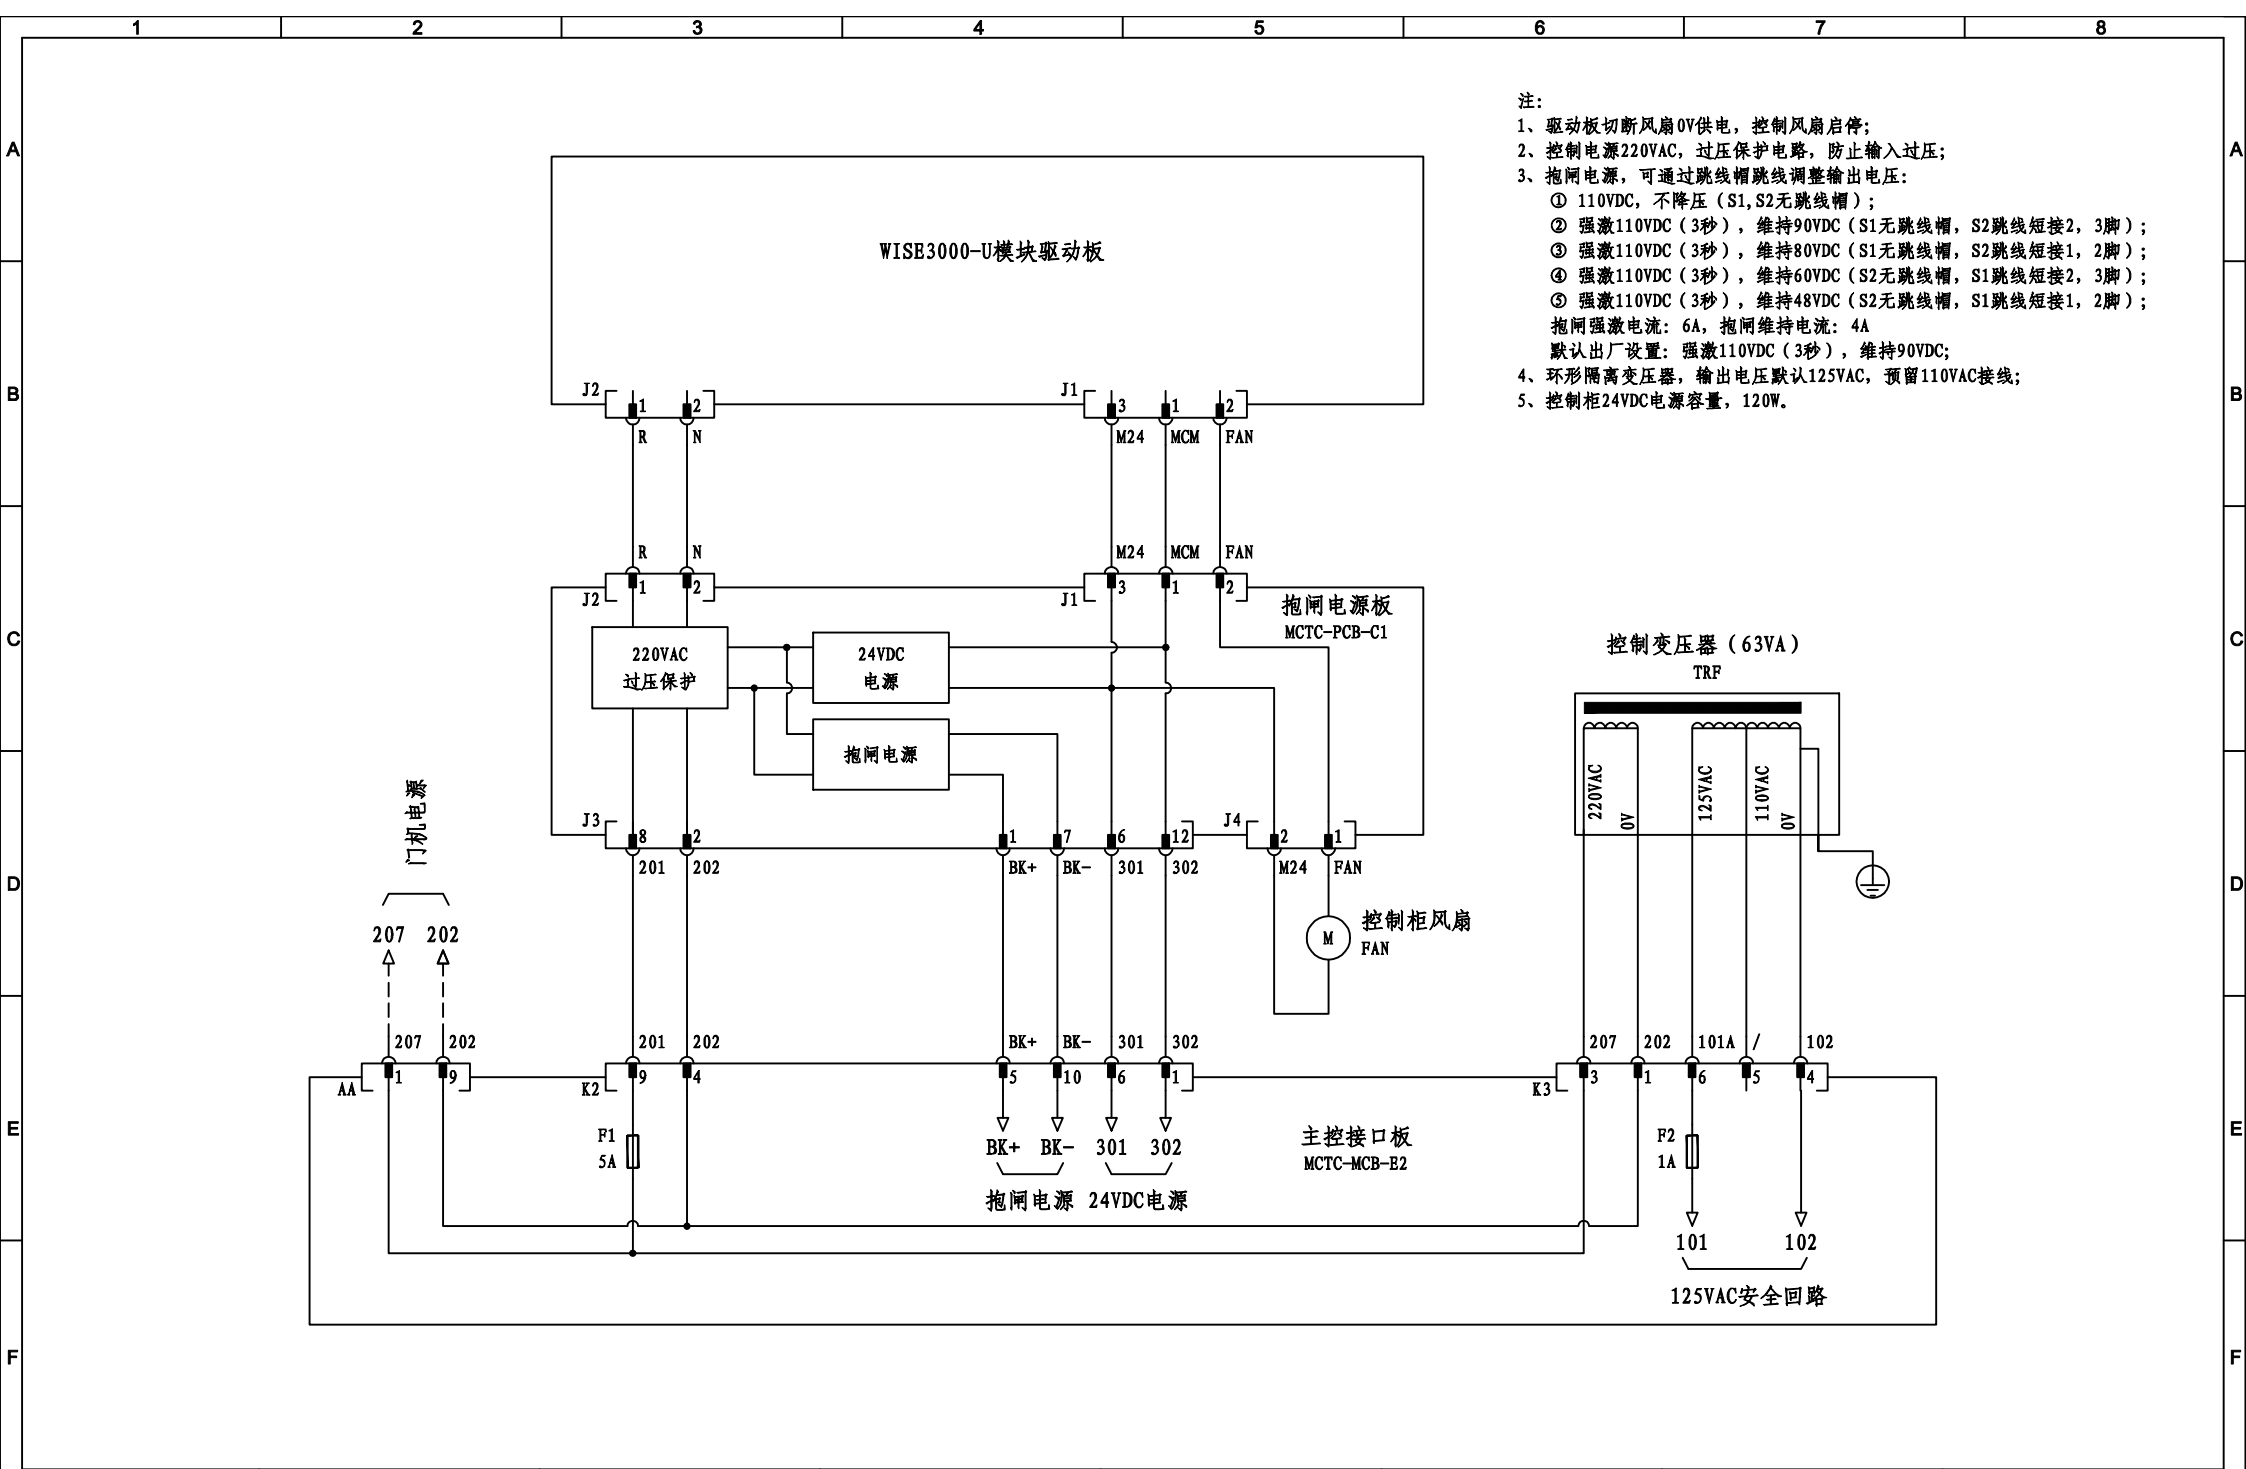 1 2 3 4 5 6 7 8
A A
B B
C C
D D
E E
F F
注:
1、驱动板切断风扇0V供电，控制风扇启停;
2、控制电源220VAC，过压保护电路，防止输入过压;
3、抱闸电源，可通过跳线帽跳线调整输出电压:
① 110VDC，不降压（S1,S2无跳线帽）;
② 强激110VDC（3秒），维持90VDC（S1无跳线帽，S2跳线短接2，3脚）;
③ 强激110VDC（3秒），维持80VDC（S1无跳线帽，S2跳线短接1，2脚）;
④ 强激110VDC（3秒），维持60VDC（S2无跳线帽，S1跳线短接2，3脚）;
⑤ 强激110VDC（3秒），维持48VDC（S2无跳线帽，S1跳线短接1，2脚）;
抱闸强激电流: 6A，抱闸维持电流: 4A
默认出厂设置: 强激110VDC（3秒），维持90VDC;
4、环形隔离变压器，输出电压默认125VAC，预留110VAC接线;
5、控制柜24VDC电源容量，120W。
WISE3000-U模块驱动板
J2 1 2 J1 3 1 2
R N M24 MCM FAN
R N M24 MCM FAN
J2 1 2 J1 3 1 2
抱闸电源板
MCTC-PCB-C1
220VAC
过压保护
24VDC
电源
抱闸电源
控制变压器（63VA）
TRF
220VAC 0V 125VAC 110VAC 0V
J3 8 2 1 7 6 12 J4 2 1
201 202 BK+ BK- 301 302 M24 FAN
门机电源
207 202
M
控制柜风扇
FAN
207 202 201 202 BK+ BK- 301 302 207 202 101A / 102
AA 1 9 K2 9 4 5 10 6 1 K3 3 1 6 5 4
F1
5A
BK+ BK- 301 302
抱闸电源 24VDC电源
主控接口板
MCTC-MCB-E2
F2
1A
101 102
125VAC安全回路